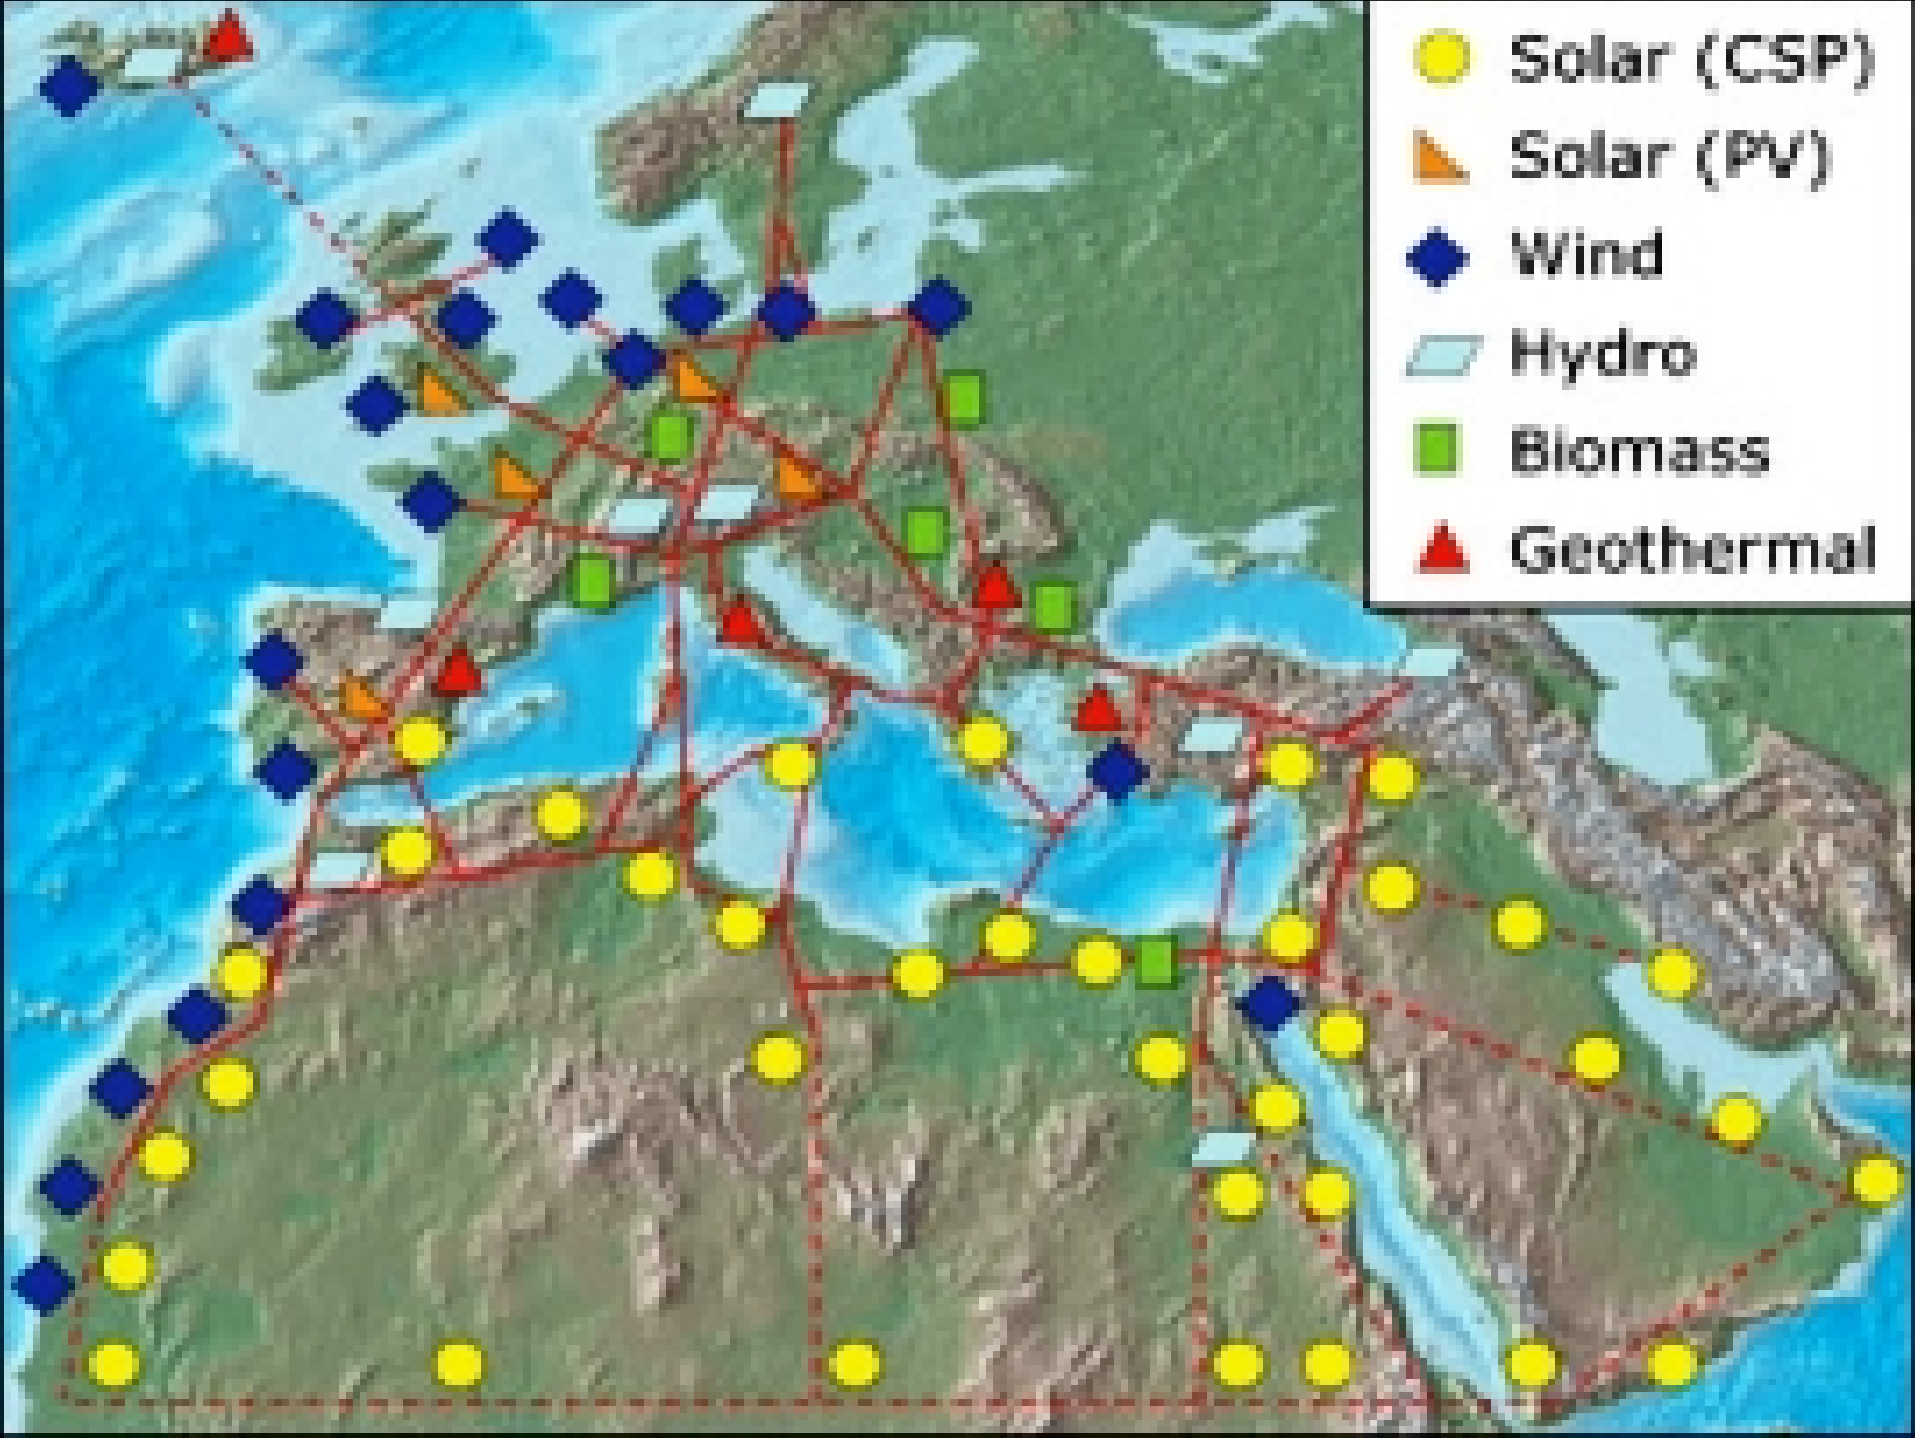 Solar (CSP)
Solar (PV)
Wind
Hydro
Biomass
Geothermal